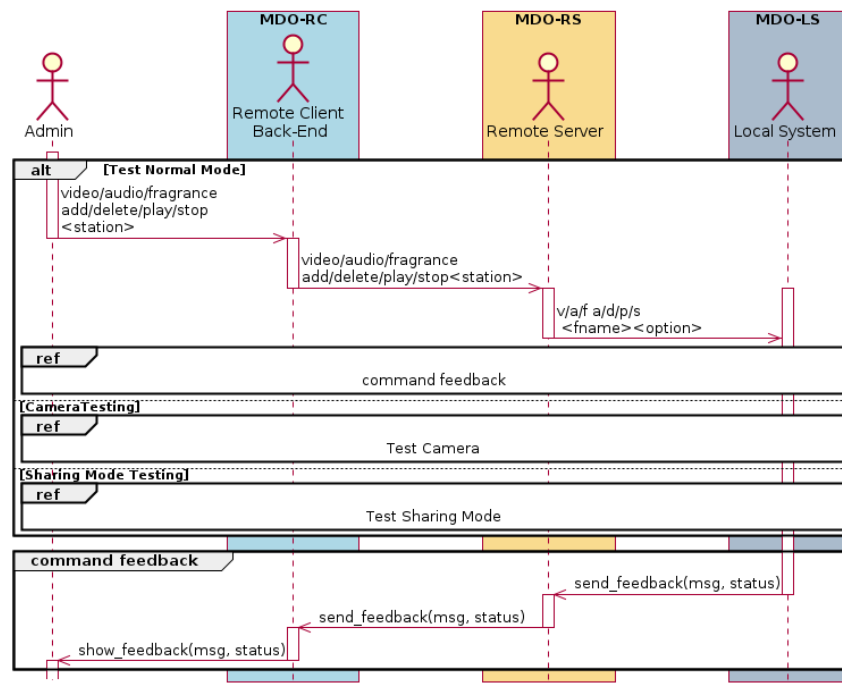 MDO-RC
MDO-RS
MDO-LS
Admin
Remote Client
Back-End
Remote Server
Local System
alt
[Test Normal Mode]
video/audio/fragrance
add/delete/play/stop
<station>
video/audio/fragrance
add/delete/play/stop<station>
v/a/f a/d/p/s
<fname><option>
ref
command feedback
[CameraTesting]
ref
Test Camera
[Sharing Mode Testing]
ref
Test Sharing Mode
command feedback
send_feedback(msg, status)
send_feedback(msg, status)
show_feedback(msg, status)